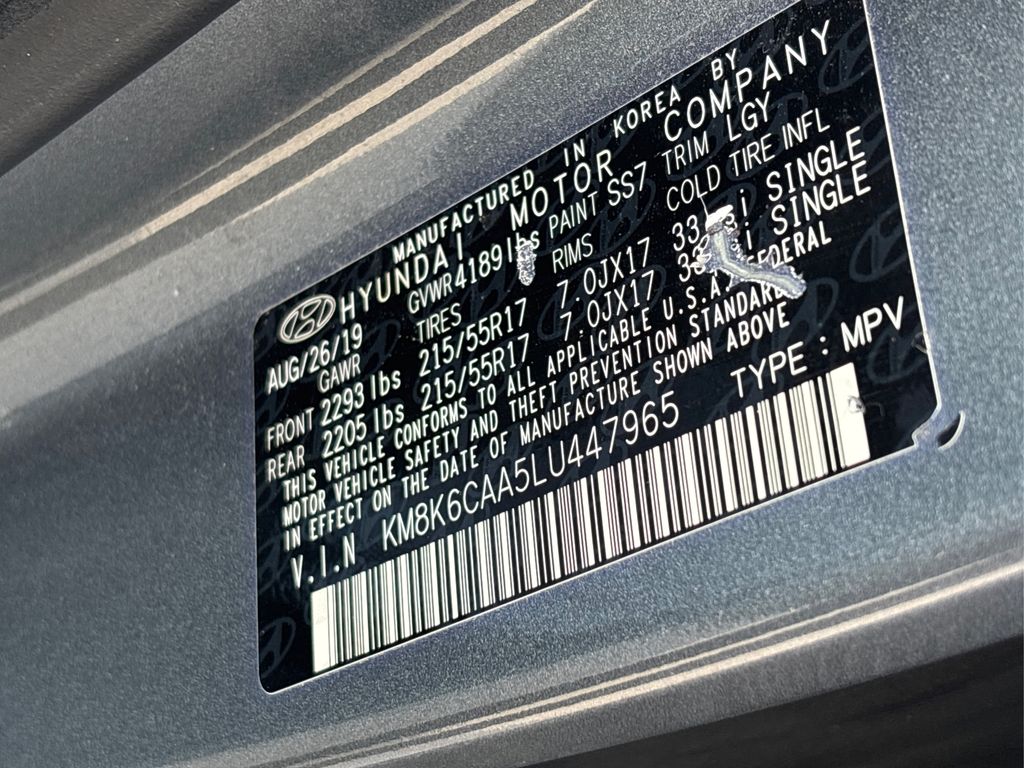 MANUFACTURED IN KOREA BY
HYUNDAI MOTOR COMPANY
AUG/26/19 GVWR 4189 lbs PAINT SS7 TRIM LGY
GAWR TIRES RIMS COLD TIRE INFL
FRONT 2293 lbs 215/55R17 7.0JX17 33 SINGLE
REAR 2205 lbs 215/55R17 7.0JX17 SINGLE
THIS VEHICLE CONFORMS TO ALL APPLICABLE U.S.A. FEDERAL
MOTOR VEHICLE SAFETY AND THEFT PREVENTION STANDARDS
IN EFFECT ON THE DATE OF MANUFACTURE SHOWN ABOVE
V.I.N KM8K6CAA5LU447965 TYPE : MPV